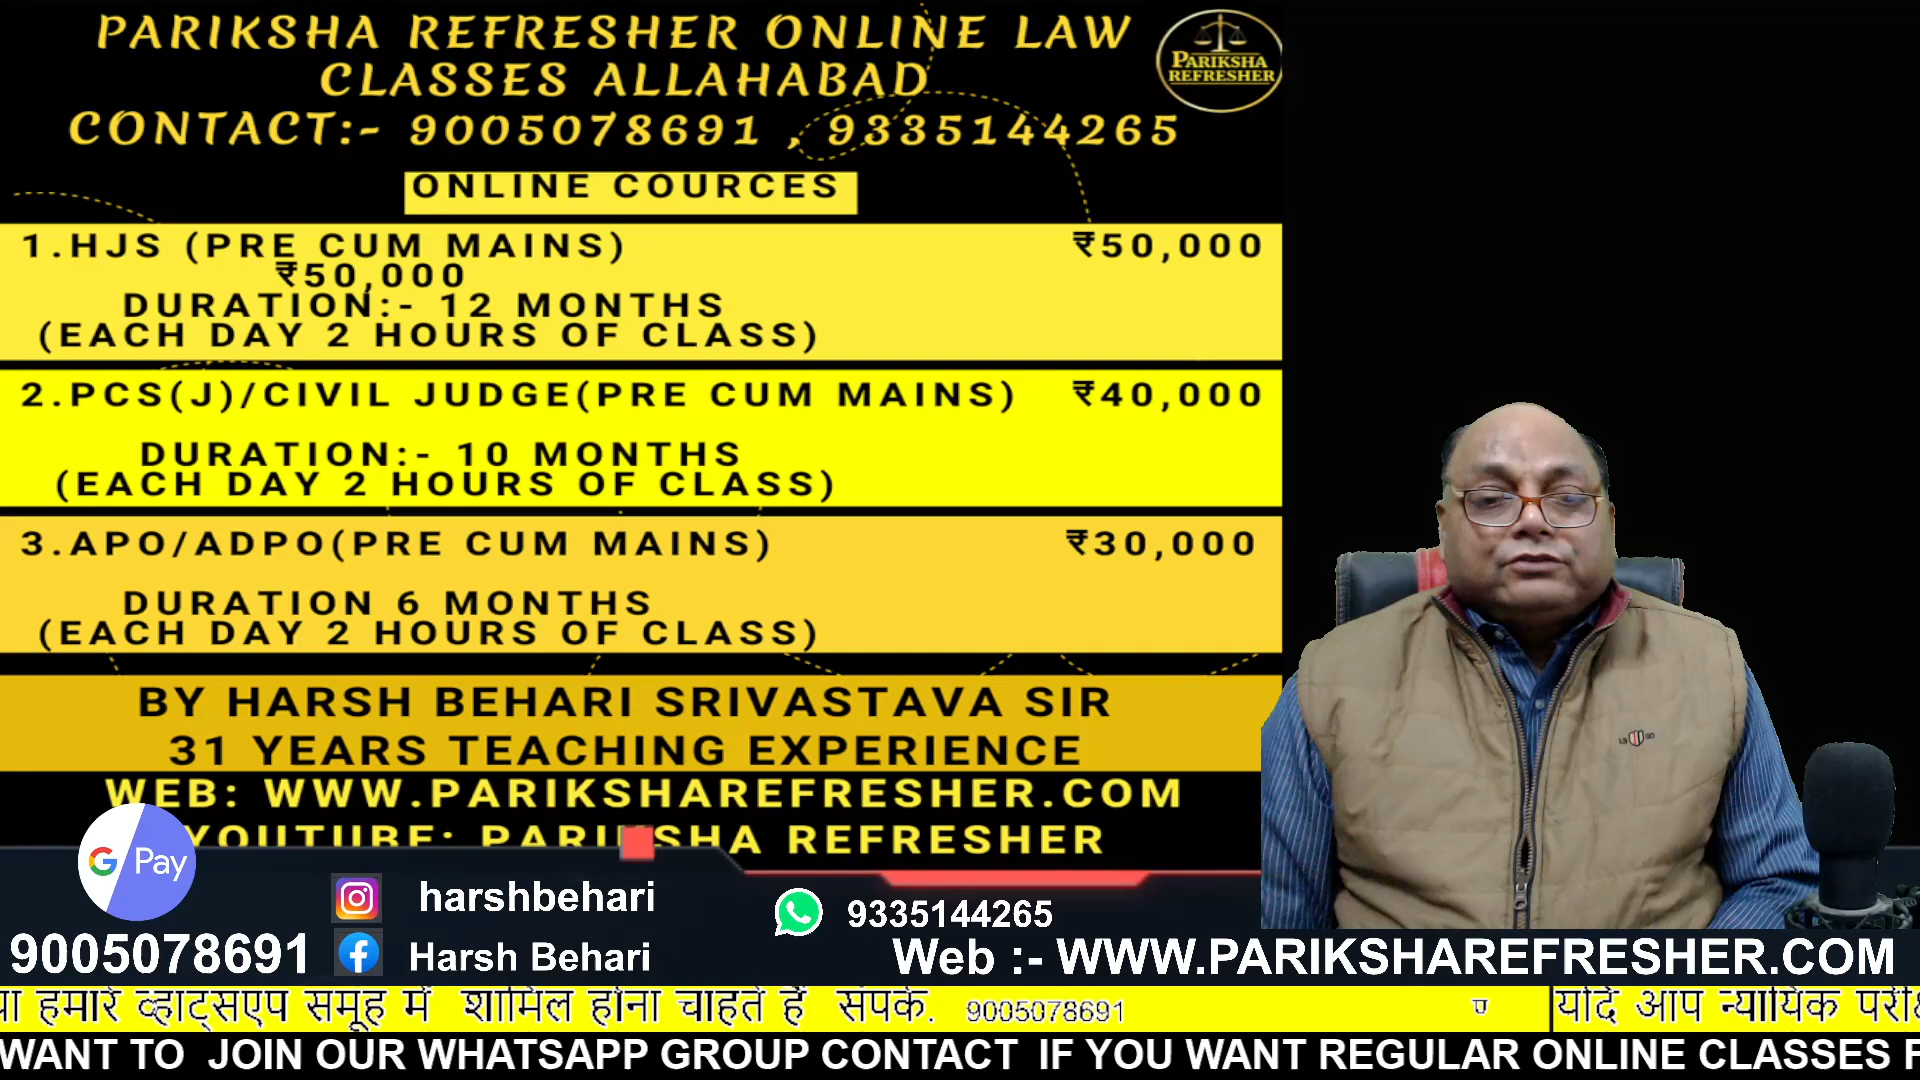 PARIKSHA REFRESHER ONLINE LAW
CLASSES ALLAHABAD
CONTACT:- 9005078691 , 9335144265
PARIKSHA
REFRESHER
ONLINE COURCES
1.HJS (PRE CUM MAINS) ₹50,000
₹50,000
DURATION:- 12 MONTHS
(EACH DAY 2 HOURS OF CLASS)
2.PCS(J)/CIVIL JUDGE(PRE CUM MAINS) ₹40,000
DURATION:- 10 MONTHS
(EACH DAY 2 HOURS OF CLASS)
3.APO/ADPO(PRE CUM MAINS) ₹30,000
DURATION 6 MONTHS
(EACH DAY 2 HOURS OF CLASS)
BY HARSH BEHARI SRIVASTAVA SIR
31 YEARS TEACHING EXPERIENCE
WEB: WWW.PARIKSHAREFRESHER.COM
YOUTUBE: PARIKSHA REFRESHER
G Pay
harshbehari
9335144265
9005078691
Harsh Behari
Web :- WWW.PARIKSHAREFRESHER.COM
हमारे व्हाट्सएप समूह में शामिल होना चाहते हैं संपर्क. 9005078691 प यदि आप न्यायिक
WANT TO JOIN OUR WHATSAPP GROUP CONTACT IF YOU WANT REGULAR ONLINE CLASSES F